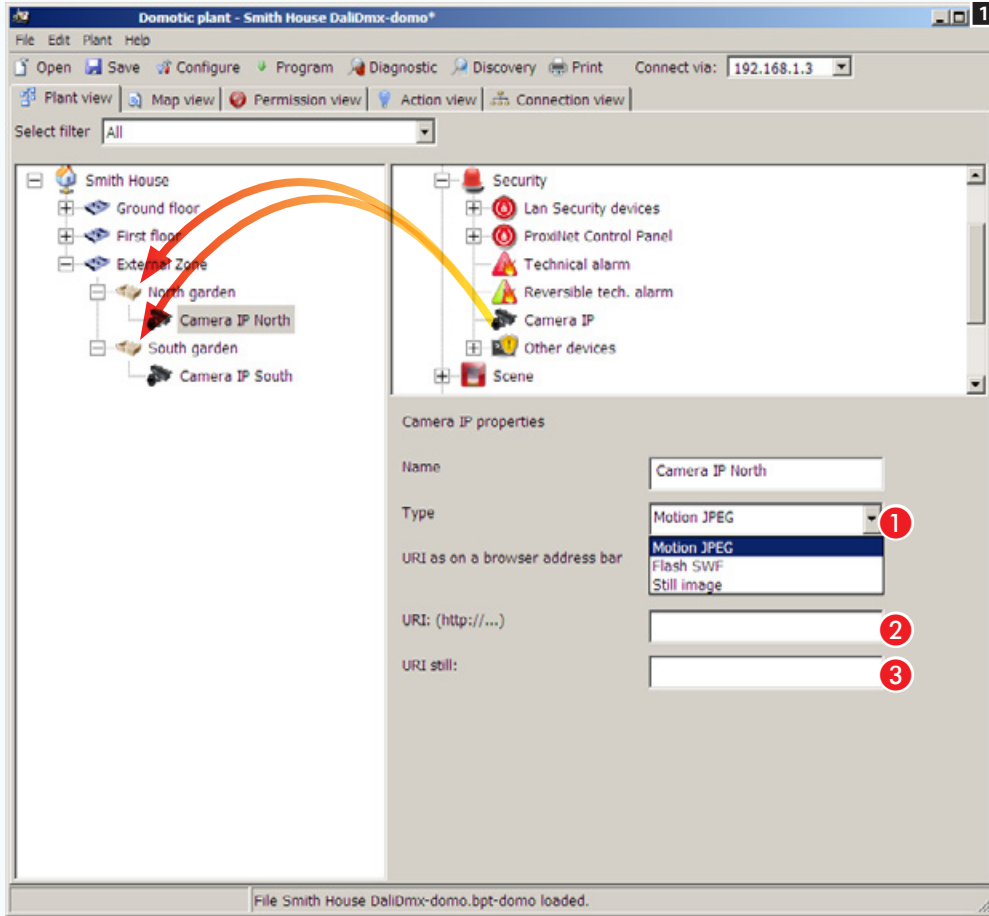 Domotic plant - Smith House DaliDmx-domo*
1
File Edit Plant Help
Open Save Configure Program Diagnostic Discovery Print Connect via: 192.168.1.3
Plant view Map view Permission view Action view Connection view
Select filter All
Smith House
Ground floor
First floor
External Zone
North garden
Camera IP North
South garden
Camera IP South
Security
Lan Security devices
ProxiNet Control Panel
Technical alarm
Reversible tech. alarm
Camera IP
Other devices
Scene
Camera IP properties
Name Camera IP North
Type Motion JPEG 1
Motion JPEG
URI as on a browser address bar
Flash SWF
Still image
URI: (http://...) 2
URI still: 3
File Smith House DaliDmx-domo.bpt-domo loaded.